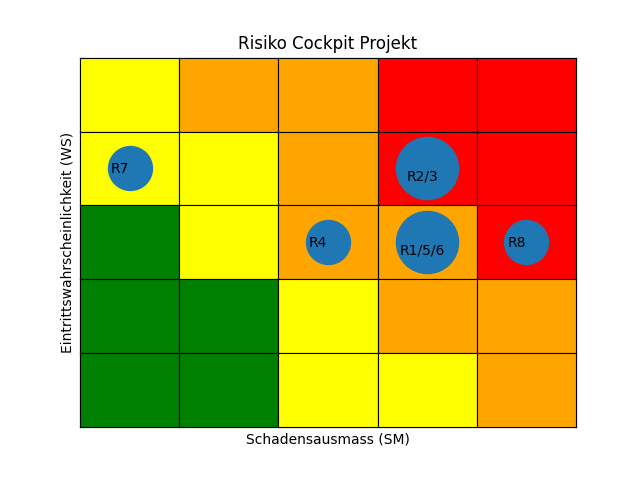 Risiko Cockpit Projekt
Eintrittswahrscheinlichkeit (WS)
R7
R2/3
R4
R1/5/6
R8
Schadensausmass (SM)